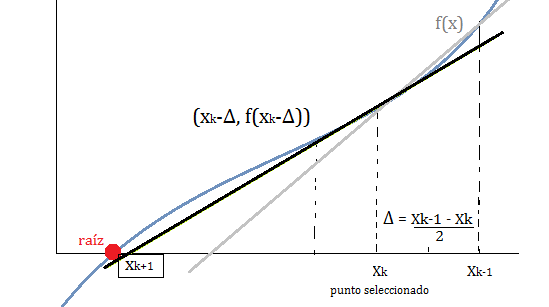 f(x)
(xk-Δ, f(xk-Δ))
Δ = Xk-1 - Xk
2
raíz
Xk+1
Xk
Xk-1
punto seleccionado